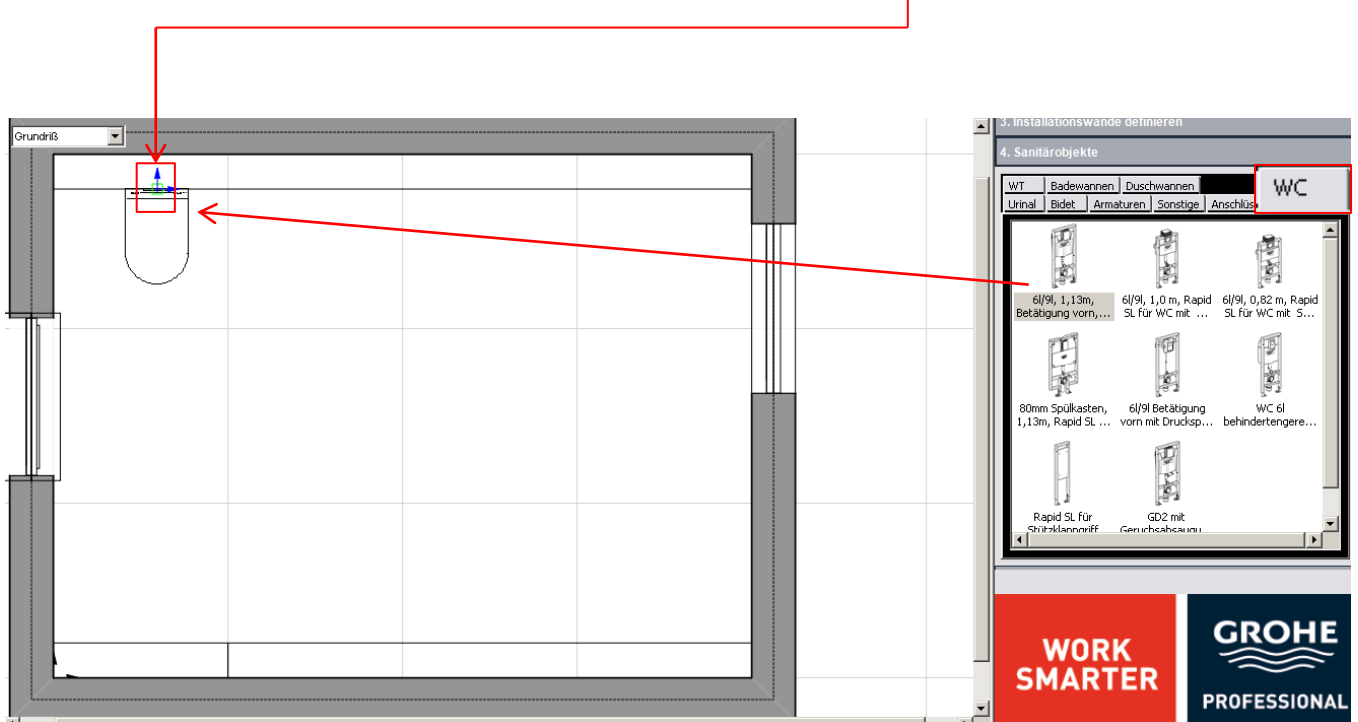 Grundriß
3. Installationswände definieren
4. Sanitärobjekte
WT Badewannen Duschwannen WC
Urinal Bidet Armaturen Sonstige Anschlüs
6l/9l, 1,13m,
Betätigung vorn,...
6l/9l, 1,0 m, Rapid
SL für WC mit ...
6l/9l, 0,82 m, Rapid
SL für WC mit S...
80mm Spülkasten,
1,13m, Rapid SL ...
6l/9l Betätigung
vorn mit Drucksp...
WC 6l
behindertengere...
Rapid SL für
Stützklappgriff
GD2 mit
Geruchsabsaugu
WORK
SMARTER
GROHE
PROFESSIONAL